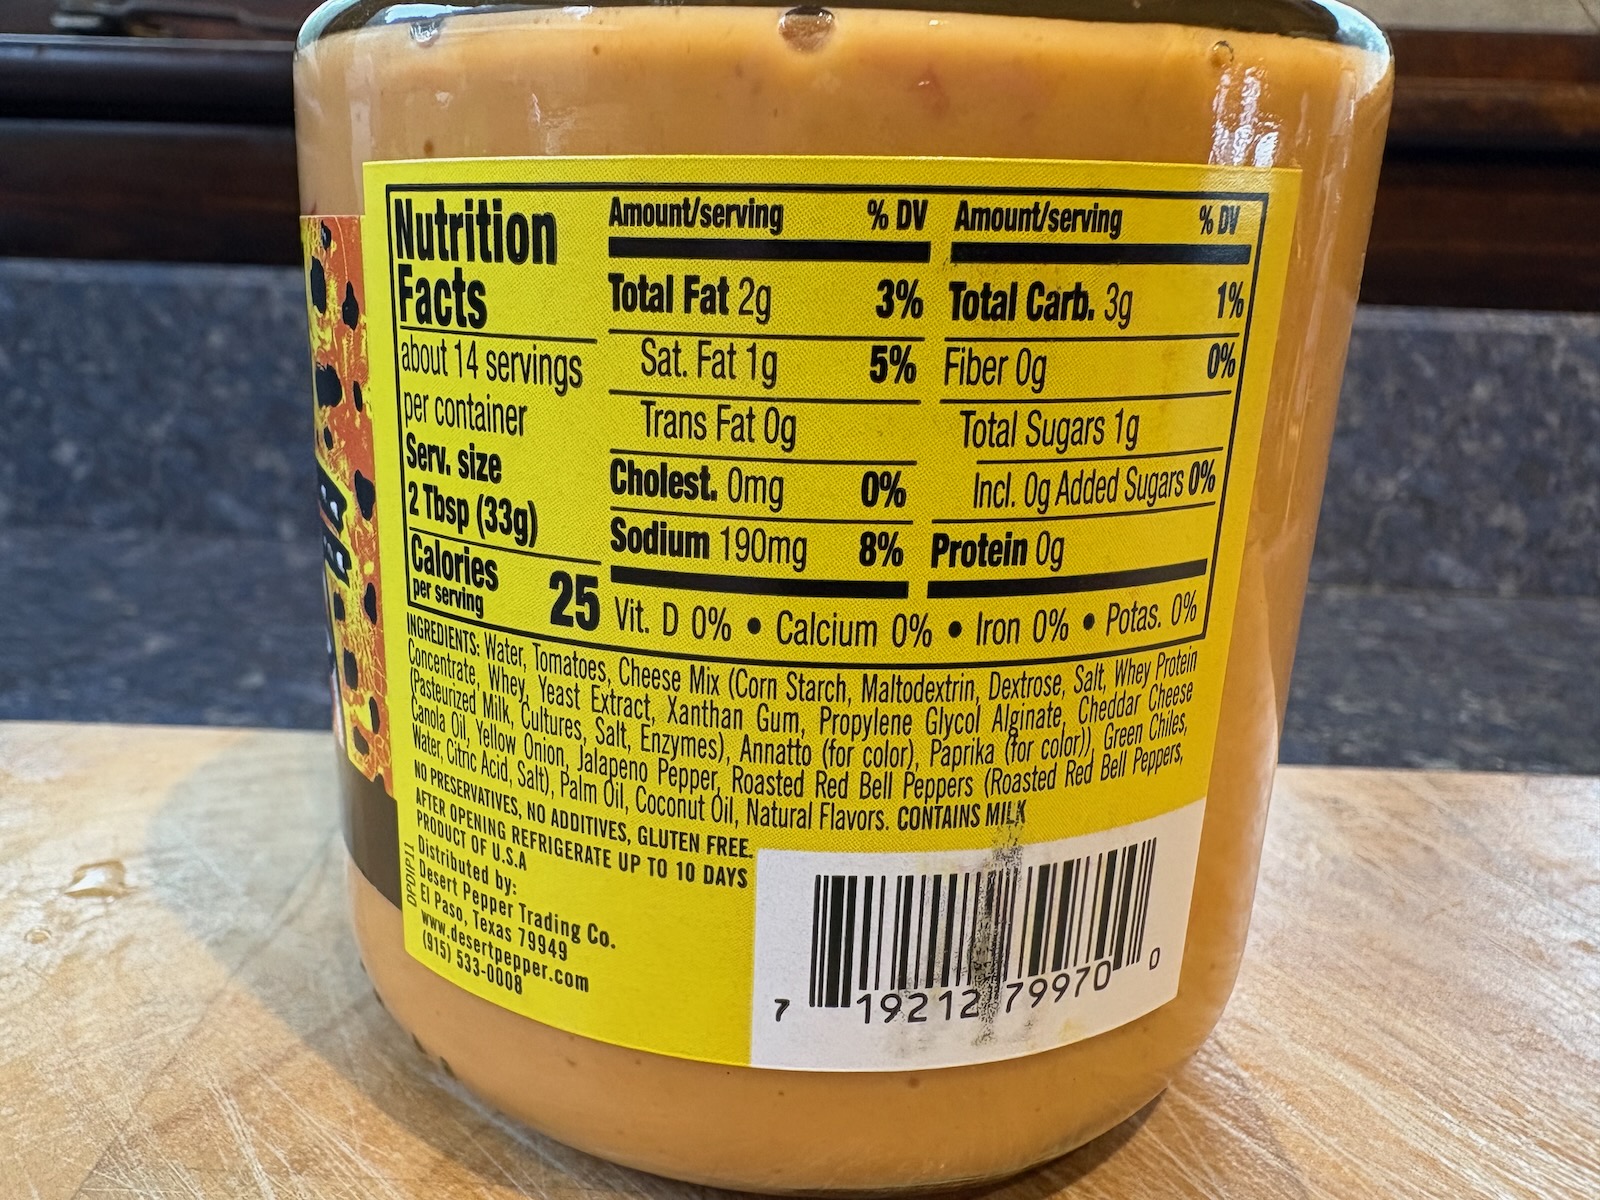 Nutrition
Facts
about 14 servings
per container
Serv. size
2 Tbsp (33g)
Calories
per serving
25
Amount/serving % DV
Total Fat 2g 3%
Sat. Fat 1g 5%
Trans Fat 0g
Cholest. 0mg 0%
Sodium 190mg 8%
Amount/serving % DV
Total Carb. 3g 1%
Fiber 0g 0%
Total Sugars 1g
Incl. 0g Added Sugars 0%
Protein 0g
Vit. D 0% • Calcium 0% • Iron 0% • Potas. 0%
INGREDIENTS: Water, Tomatoes, Cheese Mix (Corn Starch, Maltodextrin, Dextrose, Salt, Whey Protein
Concentrate, Whey, Yeast Extract, Xanthan Gum, Propylene Glycol Alginate, Cheddar Cheese
(Pasteurized Milk, Cultures, Salt, Enzymes), Annatto (for color), Paprika (for color)), Green Chiles,
Canola Oil, Yellow Onion, Jalapeno Pepper, Roasted Red Bell Peppers (Roasted Red Bell Peppers,
Water, Citric Acid, Salt), Palm Oil, Coconut Oil, Natural Flavors. CONTAINS MILK
NO PRESERVATIVES, NO ADDITIVES, GLUTEN FREE.
AFTER OPENING REFRIGERATE UP TO 10 DAYS
PRODUCT OF U.S.A
Distributed by:
Desert Pepper Trading Co.
El Paso, Texas 79949
www.desertpepper.com
(915) 533-0008
7 19212 79970 0